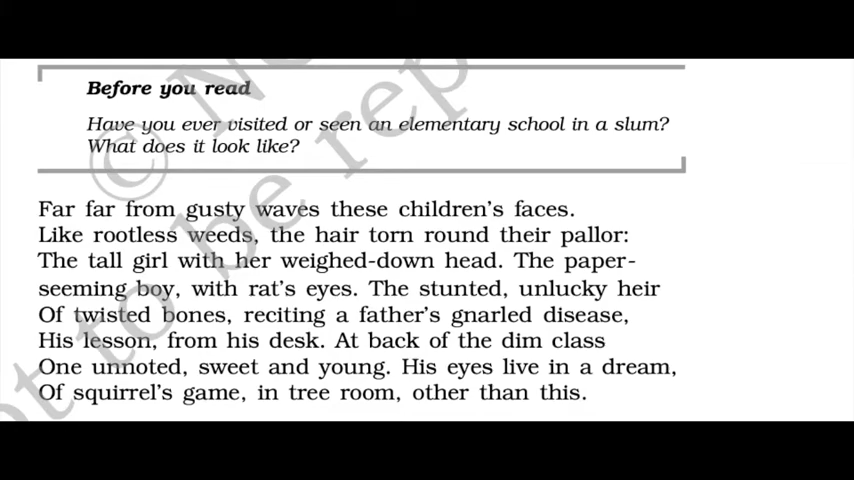 Before you read
Have you ever visited or seen an elementary school in a slum?
What does it look like?
Far far from gusty waves these children's faces.
Like rootless weeds, the hair torn round their pallor:
The tall girl with her weighed-down head. The paper-
seeming boy, with rat's eyes. The stunted, unlucky heir
Of twisted bones, reciting a father's gnarled disease,
His lesson, from his desk. At back of the dim class
One unnoted, sweet and young. His eyes live in a dream,
Of squirrel's game, in tree room, other than this.
©
not to be rep